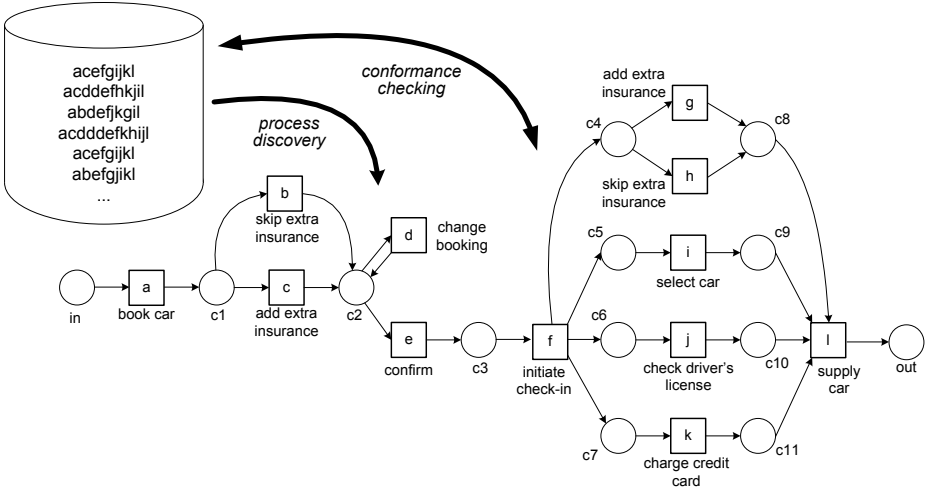 acefgijkl
acddefhkjil
abdefjkgil
acdddefkhijl
acefgijkl
abefgjikl
...
conformance
checking
process
discovery
b
skip extra
insurance
d
change
booking
in
a
book car
c1
c
add extra
insurance
c2
e
confirm
c3
f
initiate
check-in
add extra
insurance
g
c4
c8
skip extra
insurance
h
c5
i
select car
c9
c6
j
check driver's
license
c10
c7
k
charge credit
card
c11
l
supply
car
out